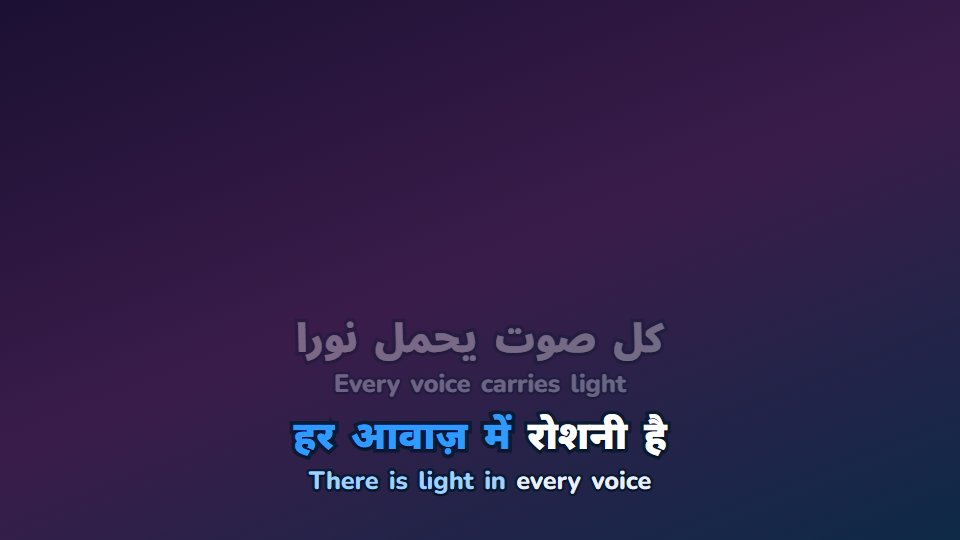 كل صوت يحمل نورا
Every voice carries light
हर आवाज़ में रोशनी है
There is light in every voice